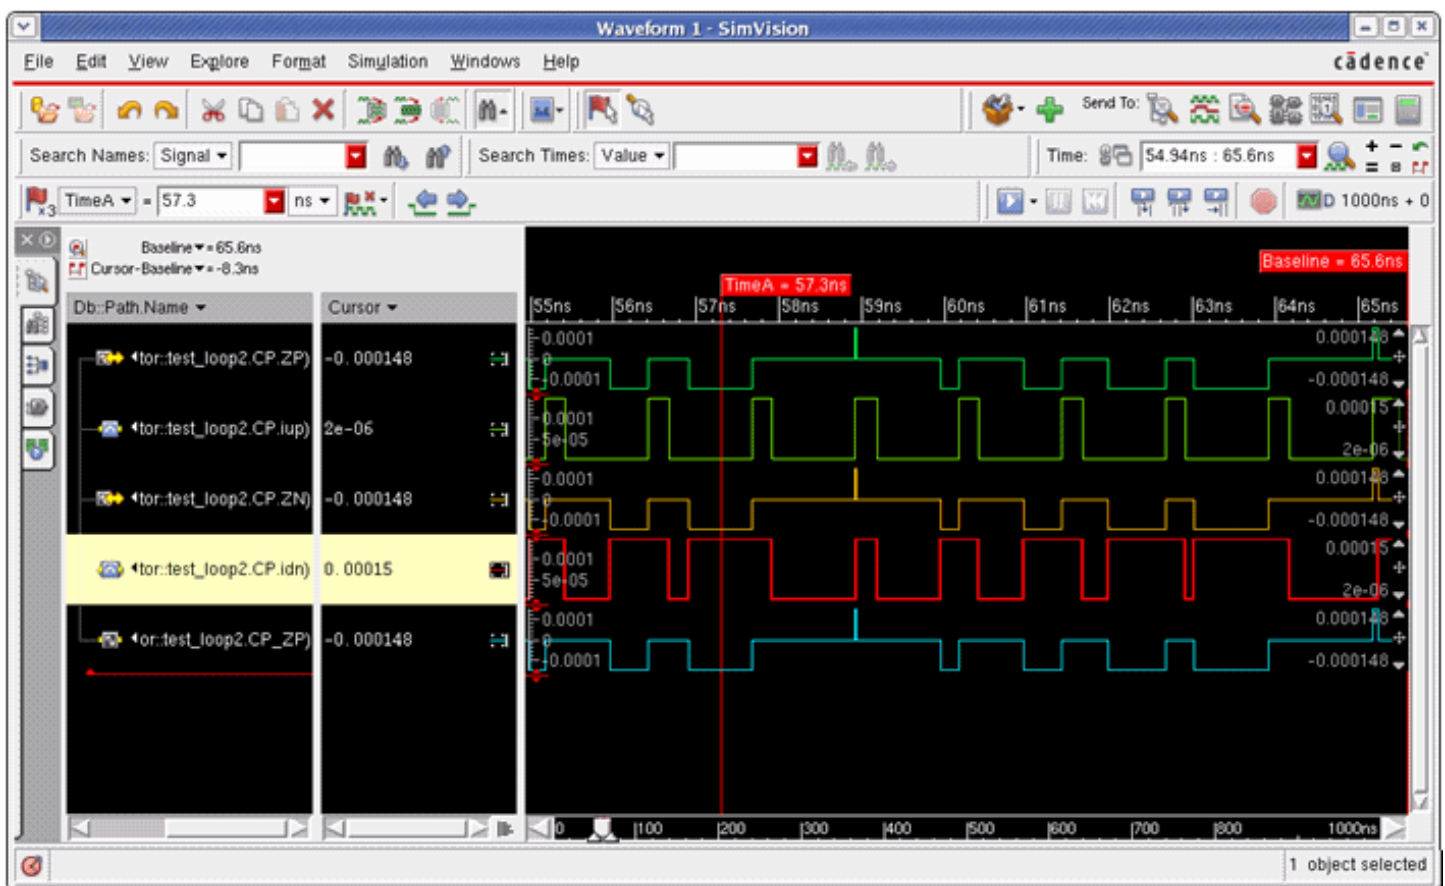 Waveform 1 - SimVision
File Edit View Explore Format Simulation Windows Help cādence
Send To:
Search Names: Signal Search Times: Value Time: 54.94ns : 65.6ns
x3 TimeA = 57.3 ns D 1000ns + 0
Baseline = 65.6ns
Cursor-Baseline = -8.3ns
Baseline = 65.6ns
TimeA = 57.3ns
Db::Path.Name Cursor 55ns 56ns 57ns 58ns 59ns 60ns 61ns 62ns 63ns 64ns 65ns
0.0001 0.000148
tor::test_loop2.CP.ZP) -0.000148 0
-0.0001 -0.000148
0.0001 0.00015
tor::test_loop2.CP.iup) 2e-06
5e-05 2e-06
0.0001 0.000148
tor::test_loop2.CP.ZN) -0.000148 0
-0.0001 -0.000148
0.0001 0.00015
tor::test_loop2.CP.idn) 0.00015
5e-05 2e-06
0.0001 0.000148
or::test_loop2.CP_ZP) -0.000148 0
-0.0001 -0.000148
0 100 200 300 400 500 600 700 800 1000ns
1 object selected